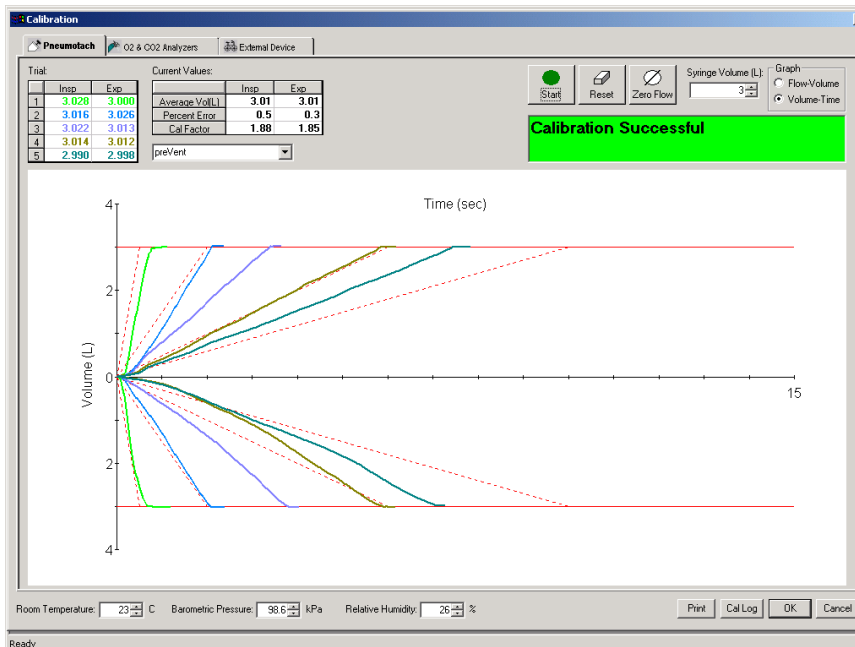 Calibration
Pneumotach O2 & CO2 Analyzers External Device
Trial:
Insp Exp
1 3.028 3.000
2 3.016 3.026
3 3.022 3.013
4 3.014 3.012
5 2.990 2.998
Current Values:
Insp Exp
Average Vol(L) 3.01 3.01
Percent Error 0.5 0.3
Cal Factor 1.88 1.85
preVent
Start Reset Zero Flow
Syringe Volume (L):
3
Graph
Flow-Volume
Volume-Time
Calibration Successful
Time (sec)
Volume (L)
4
2
0
2
4
15
Room Temperature: 23 C Barometric Pressure: 98.6 kPa Relative Humidity: 26 %
Print Cal Log OK Cancel
Ready